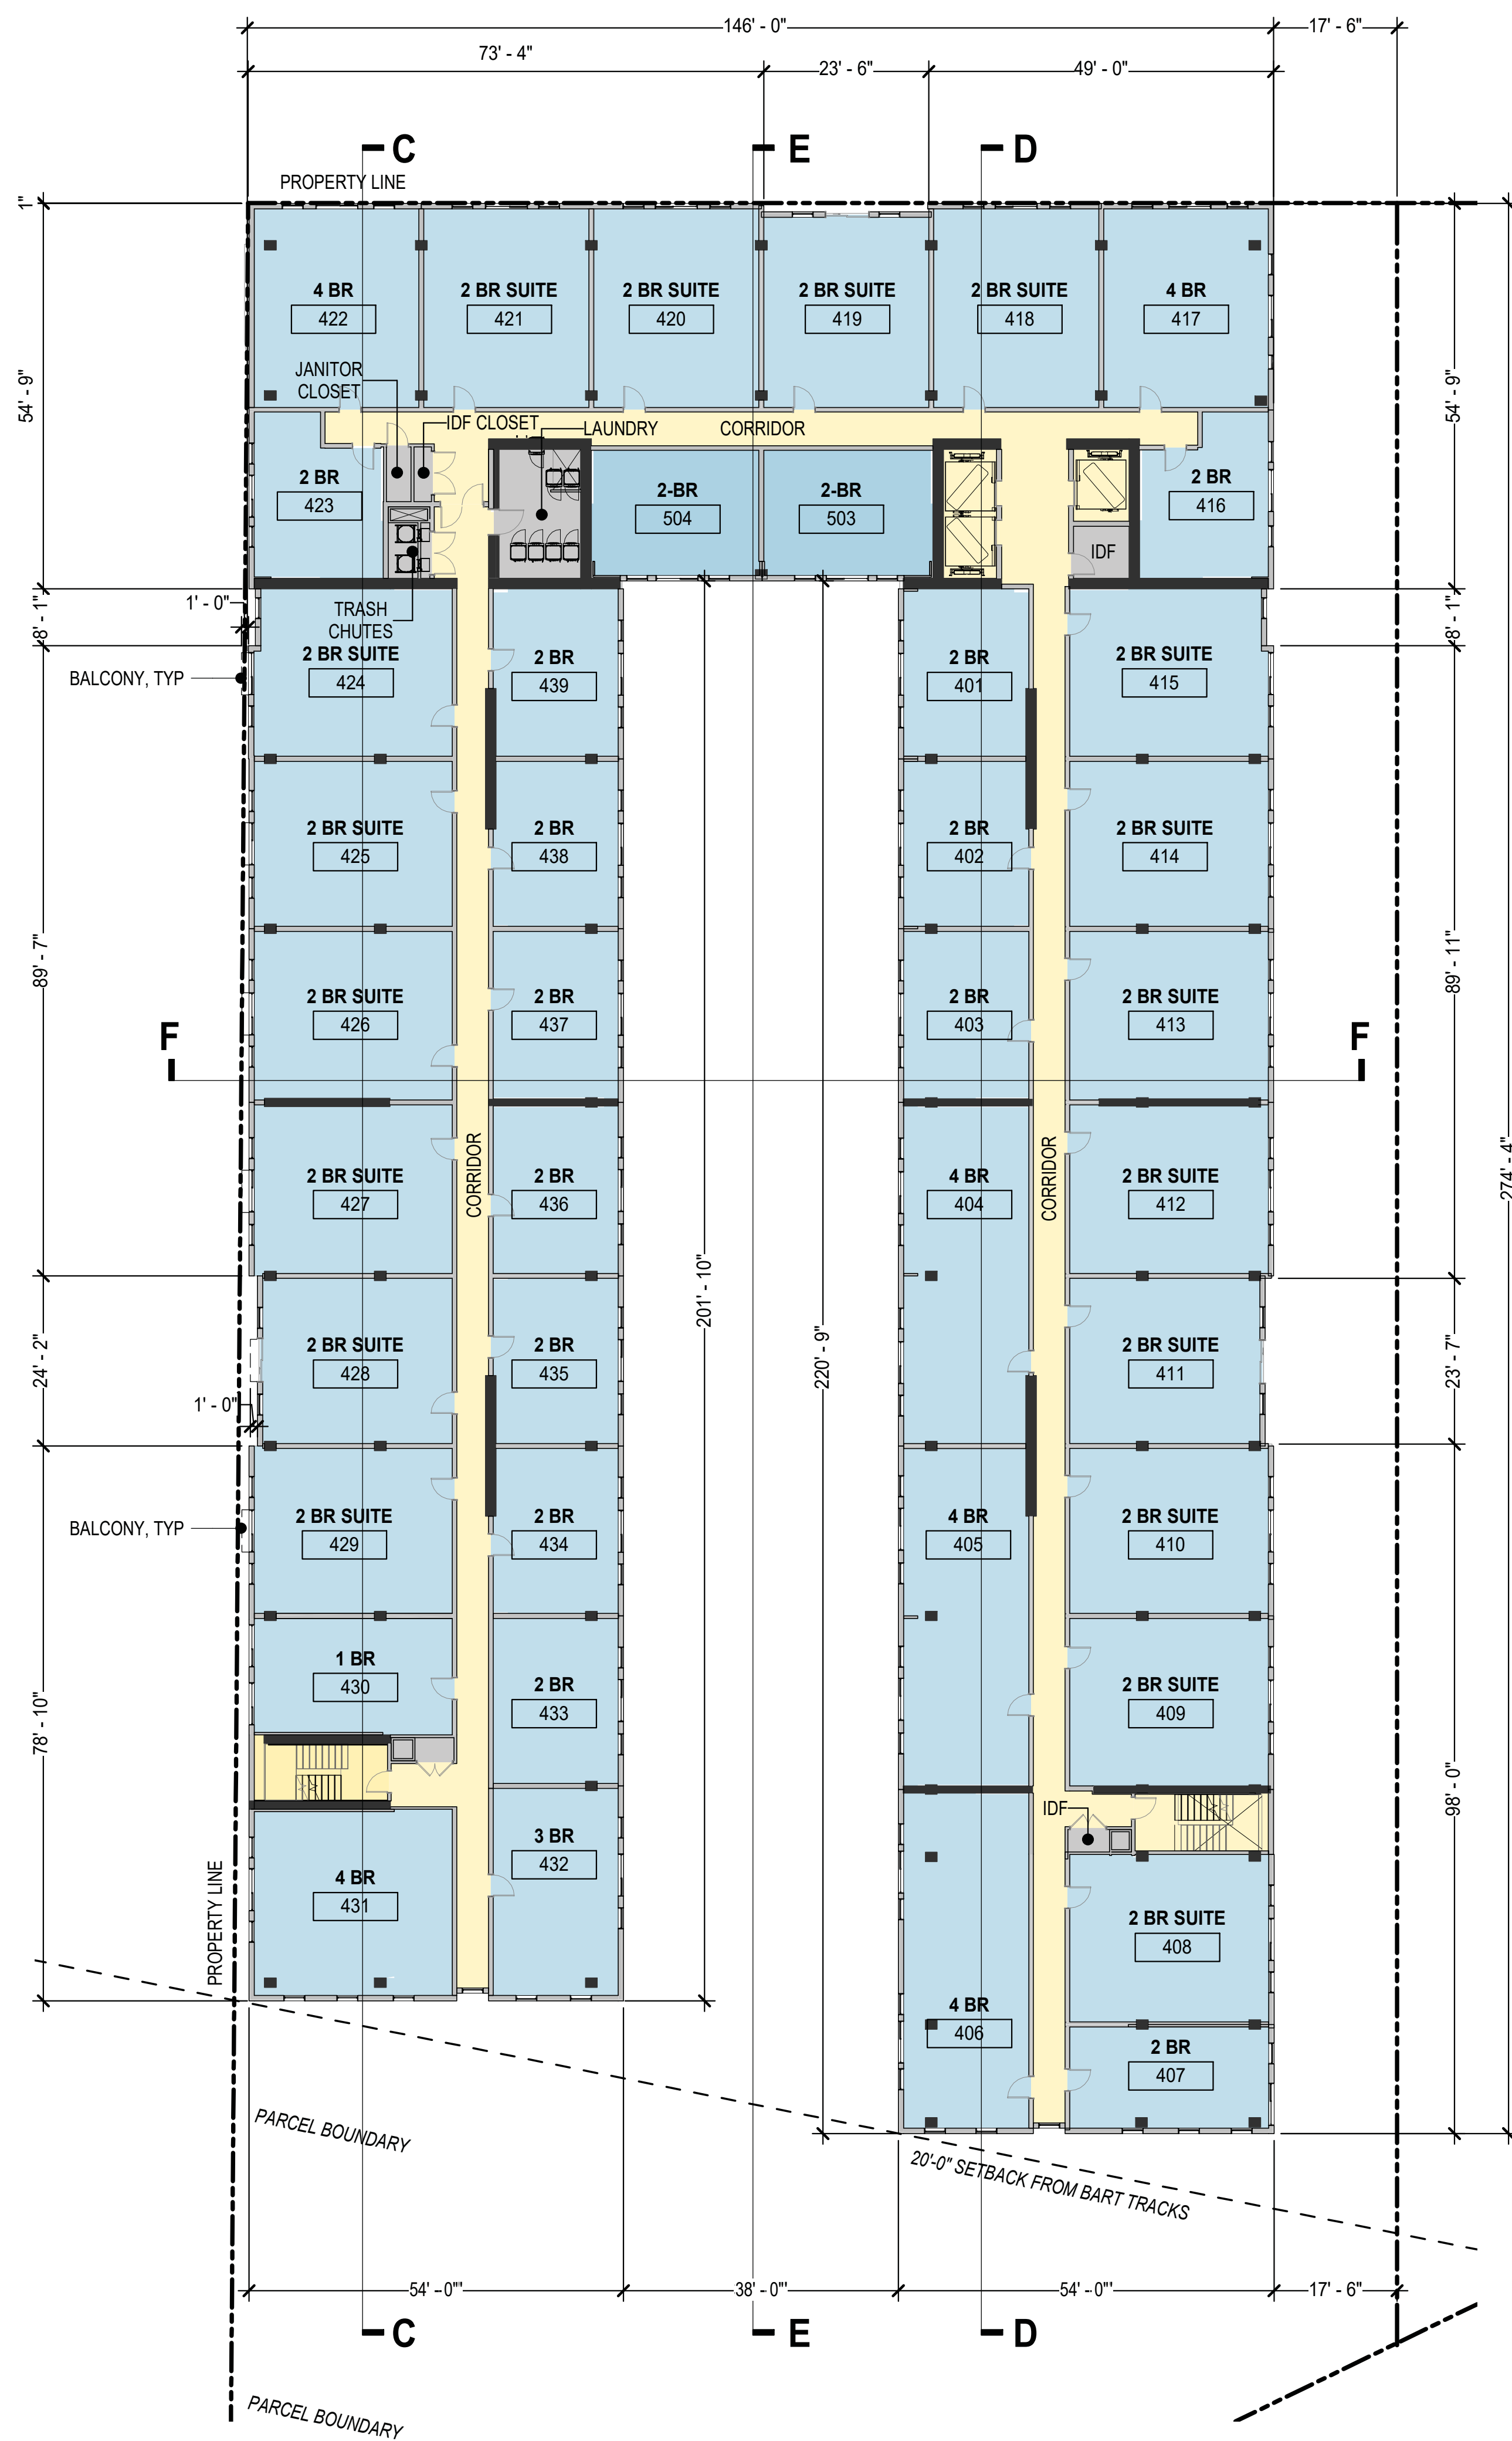 146' - 0"
17' - 6"
73' - 4"
23' - 6"
49' - 0"
C
E
D
PROPERTY LINE
1"
4 BR
422
2 BR SUITE
421
2 BR SUITE
420
2 BR SUITE
419
2 BR SUITE
418
4 BR
417
54' - 9"
54' - 9"
JANITOR
CLOSET
IDF CLOSET
LAUNDRY
CORRIDOR
2 BR
423
2-BR
504
2-BR
503
IDF
2 BR
416
8' - 1"
1' - 0"
TRASH
CHUTES
8' - 1"
BALCONY, TYP
2 BR SUITE
424
2 BR
439
2 BR
401
2 BR SUITE
415
2 BR SUITE
425
2 BR
438
2 BR
402
2 BR SUITE
414
89' - 7"
89' - 11"
2 BR SUITE
426
2 BR
437
2 BR
403
2 BR SUITE
413
F
F
CORRIDOR
CORRIDOR
274' - 4"
2 BR SUITE
427
2 BR
436
4 BR
404
2 BR SUITE
412
201' - 10"
220' - 9"
24' - 2"
23' - 7"
2 BR SUITE
428
2 BR
435
2 BR SUITE
411
1' - 0"
BALCONY, TYP
2 BR SUITE
429
2 BR
434
4 BR
405
2 BR SUITE
410
1 BR
430
2 BR
433
2 BR SUITE
409
78' - 10"
98' - 0"
IDF
3 BR
432
4 BR
431
PROPERTY LINE
2 BR SUITE
408
4 BR
406
2 BR
407
PARCEL BOUNDARY
20'-0" SETBACK FROM BART TRACKS
54' - 0"'
38' - 0"'
54' - 0"'
17' - 6"
C
E
D
PARCEL BOUNDARY